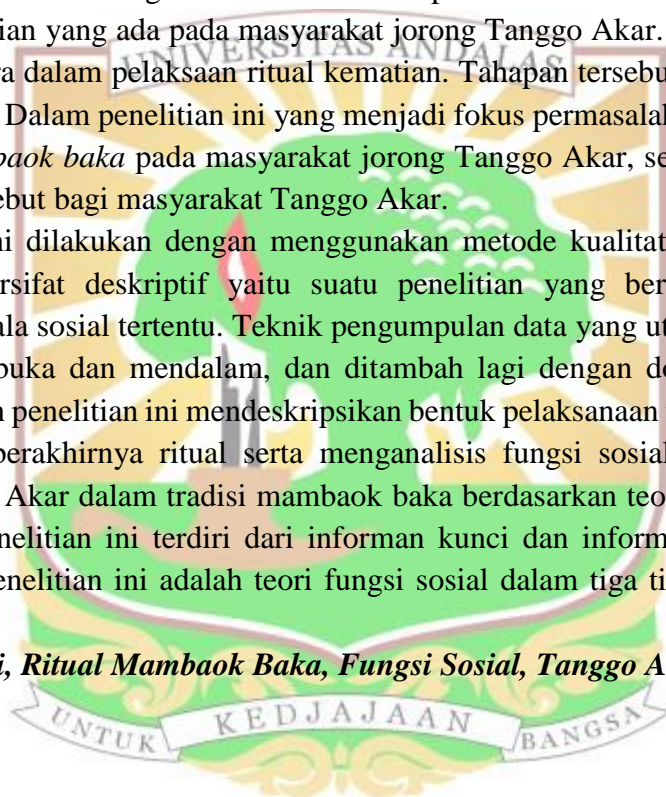 ian yang ada pada masyarakat jorong Tanggo Akar.
UNIVERSITAS ANDALAS
a dalam pelaksaan ritual kematian. Tahapan tersebu
Dalam penelitian ini yang menjadi fokus permasalal
baok baka pada masyarakat jorong Tanggo Akar, se
ebut bagi masyarakat Tanggo Akar.
ni dilakukan dengan menggunakan metode kualitat
ersifat deskriptif yaitu suatu penelitian yang ber
ala sosial tertentu. Teknik pengumpulan data yang ut
buka dan mendalam, dan ditambah lagi dengan do
n penelitian ini mendeskripsikan bentuk pelaksanaan
berakhirnya ritual serta menganalisis fungsi sosial
Akar dalam tradisi mambaok baka berdasarkan teo
nelitian ini terdiri dari informan kunci dan inform
enelitian ini adalah teori fungsi sosial dalam tiga ti
i, Ritual Mambaok Baka, Fungsi Sosial, Tanggo A
UNTUK KEDJAJAAN BANGSA